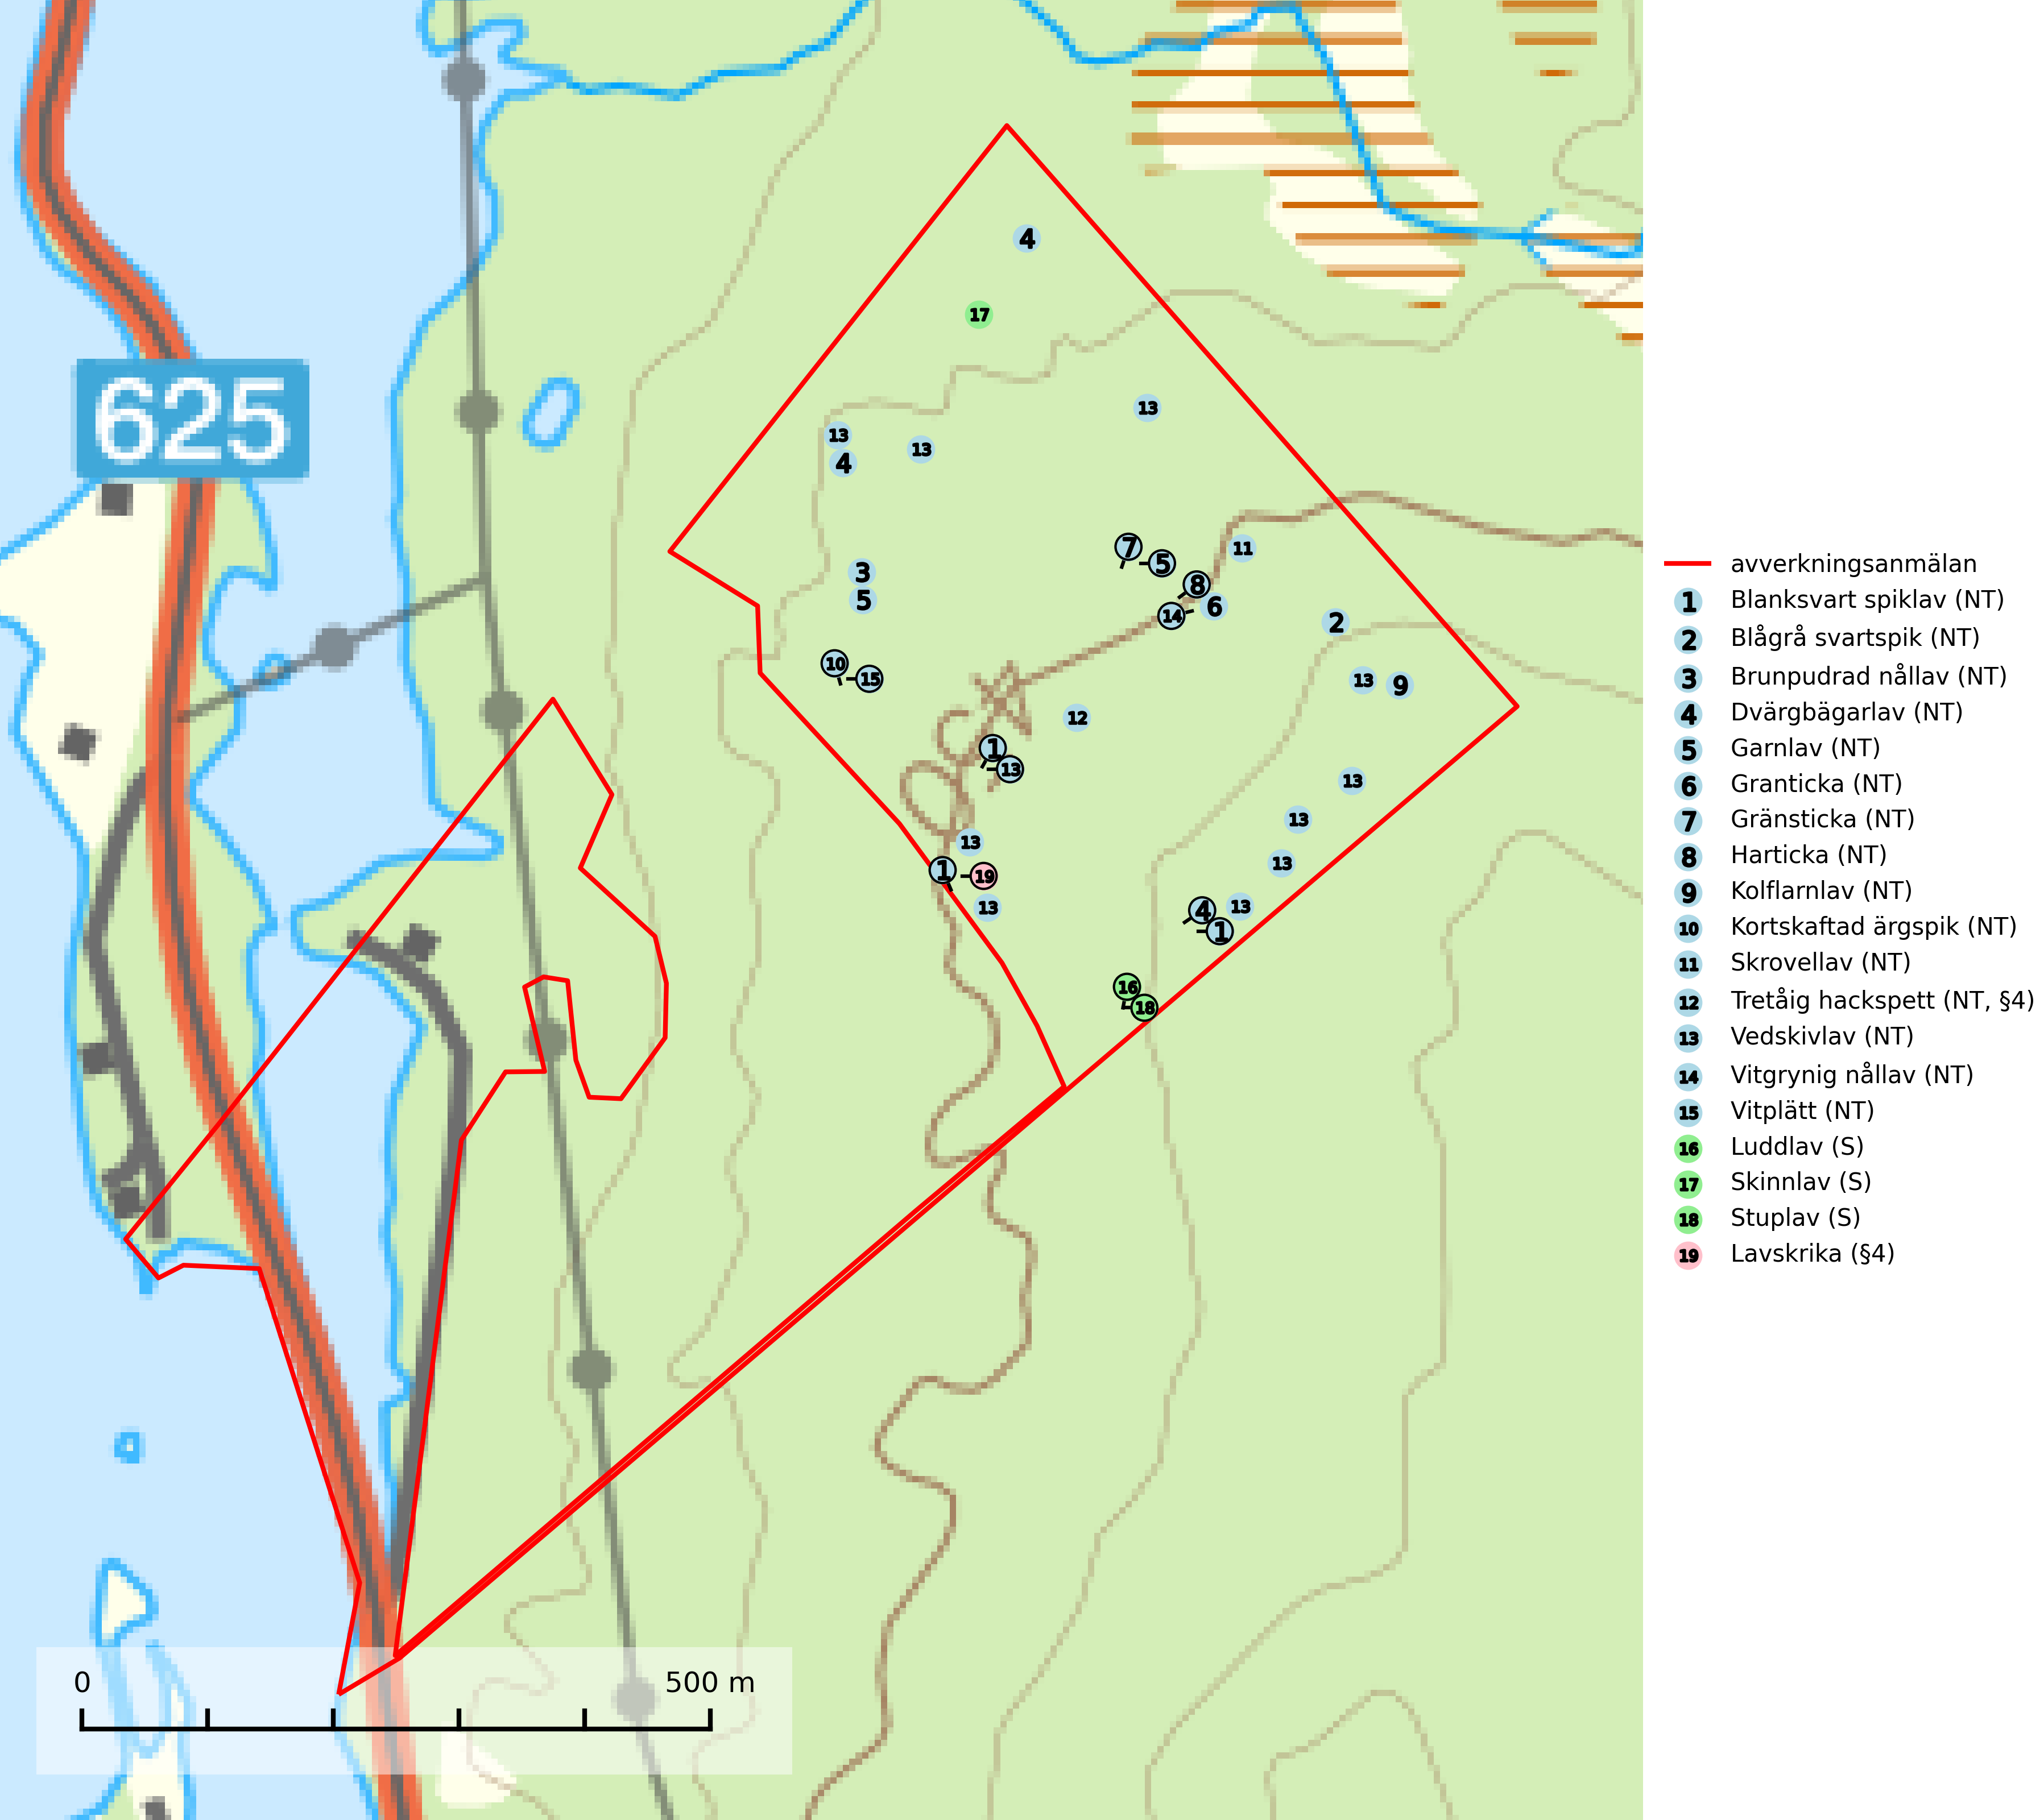 4
17
13
13
13
4
625
7
5
11
3
8
5
6
14
2
10
15
13
9
12
1
13
13
13
13
13
1
19
13
4
13
1
16
18
0
500 m
avverkningsanmälan
1 Blanksvart spiklav (NT)
2 Blågrå svartspik (NT)
3 Brunpudrad nållav (NT)
4 Dvärgbägarlav (NT)
5 Garnlav (NT)
6 Granticka (NT)
7 Gränsticka (NT)
8 Harticka (NT)
9 Kolflarnlav (NT)
10 Kortskaftad ärgspik (NT)
11 Skrovellav (NT)
12 Tretåig hackspett (NT, §4)
13 Vedskivlav (NT)
14 Vitgrynig nållav (NT)
15 Vitplätt (NT)
16 Luddlav (S)
17 Skinnlav (S)
18 Stuplav (S)
19 Lavskrika (§4)